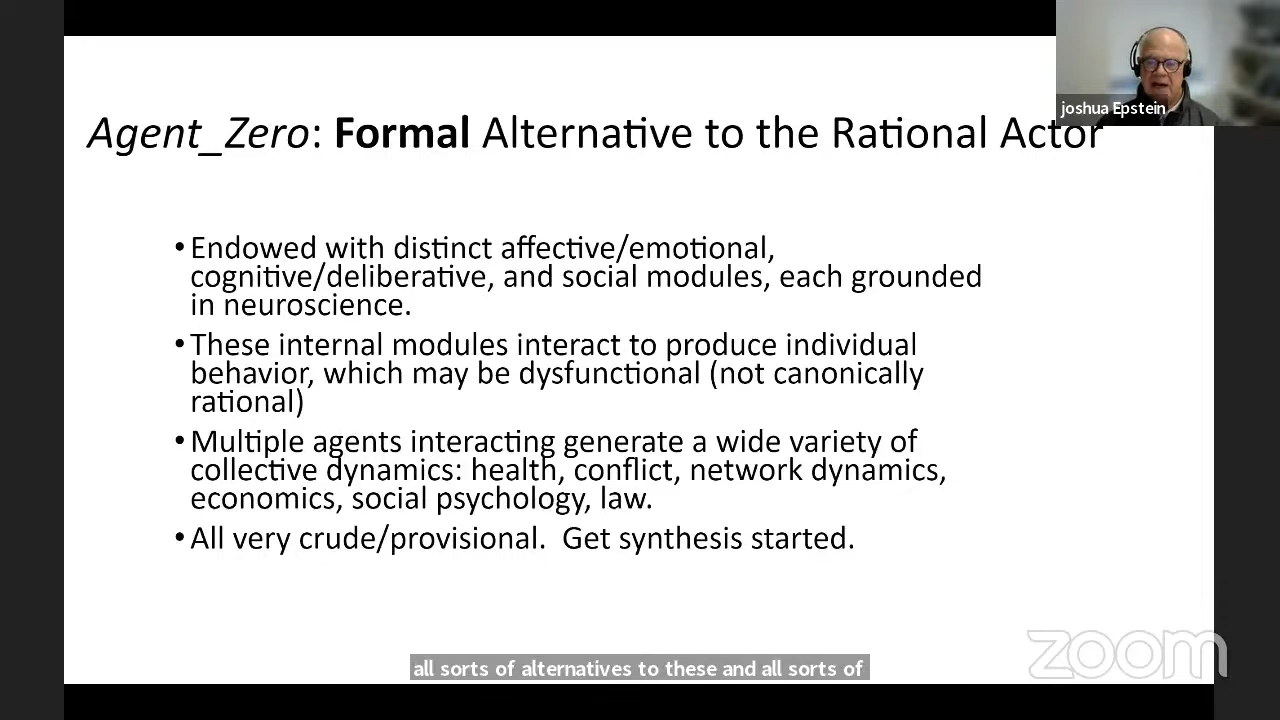 joshua Epstein
Agent_Zero: Formal Alternative to the Rational Actor
• Endowed with distinct affective/emotional,
cognitive/deliberative, and social modules, each grounded
in neuroscience.
• These internal modules interact to produce individual
behavior, which may be dysfunctional (not canonically
rational)
• Multiple agents interacting generate a wide variety of
collective dynamics: health, conflict, network dynamics,
economics, social psychology, law.
• All very crude/provisional.  Get synthesis started.
zoom
all sorts of alternatives to these and all sorts of